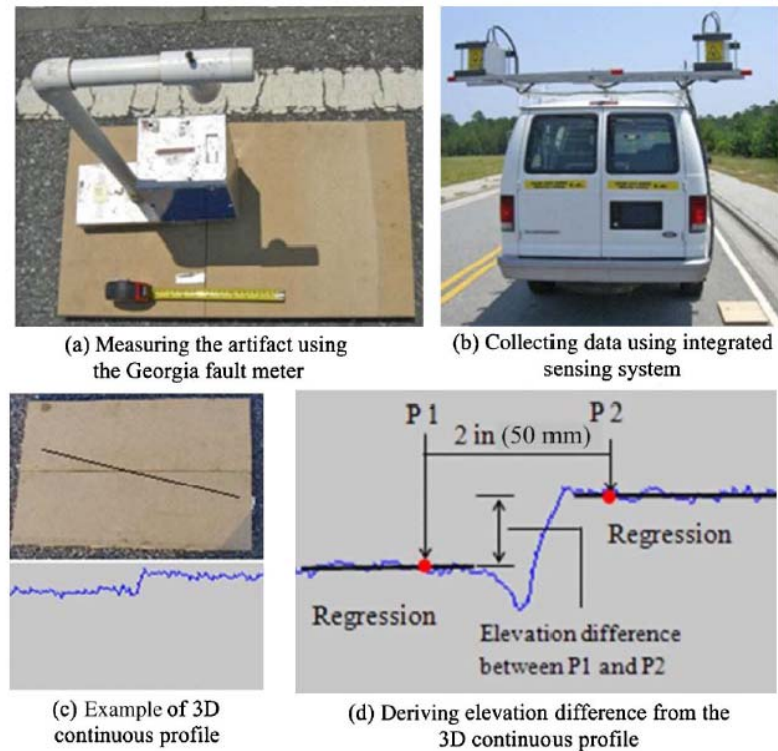 (a) Measuring the artifact using
the Georgia fault meter
(b) Collecting data using integrated
sensing system
P1
P2
2 in (50 mm)
Regression
Regression
Elevation difference
between P1 and P2
(c) Example of 3D
continuous profile
(d) Deriving elevation difference from the
3D continuous profile